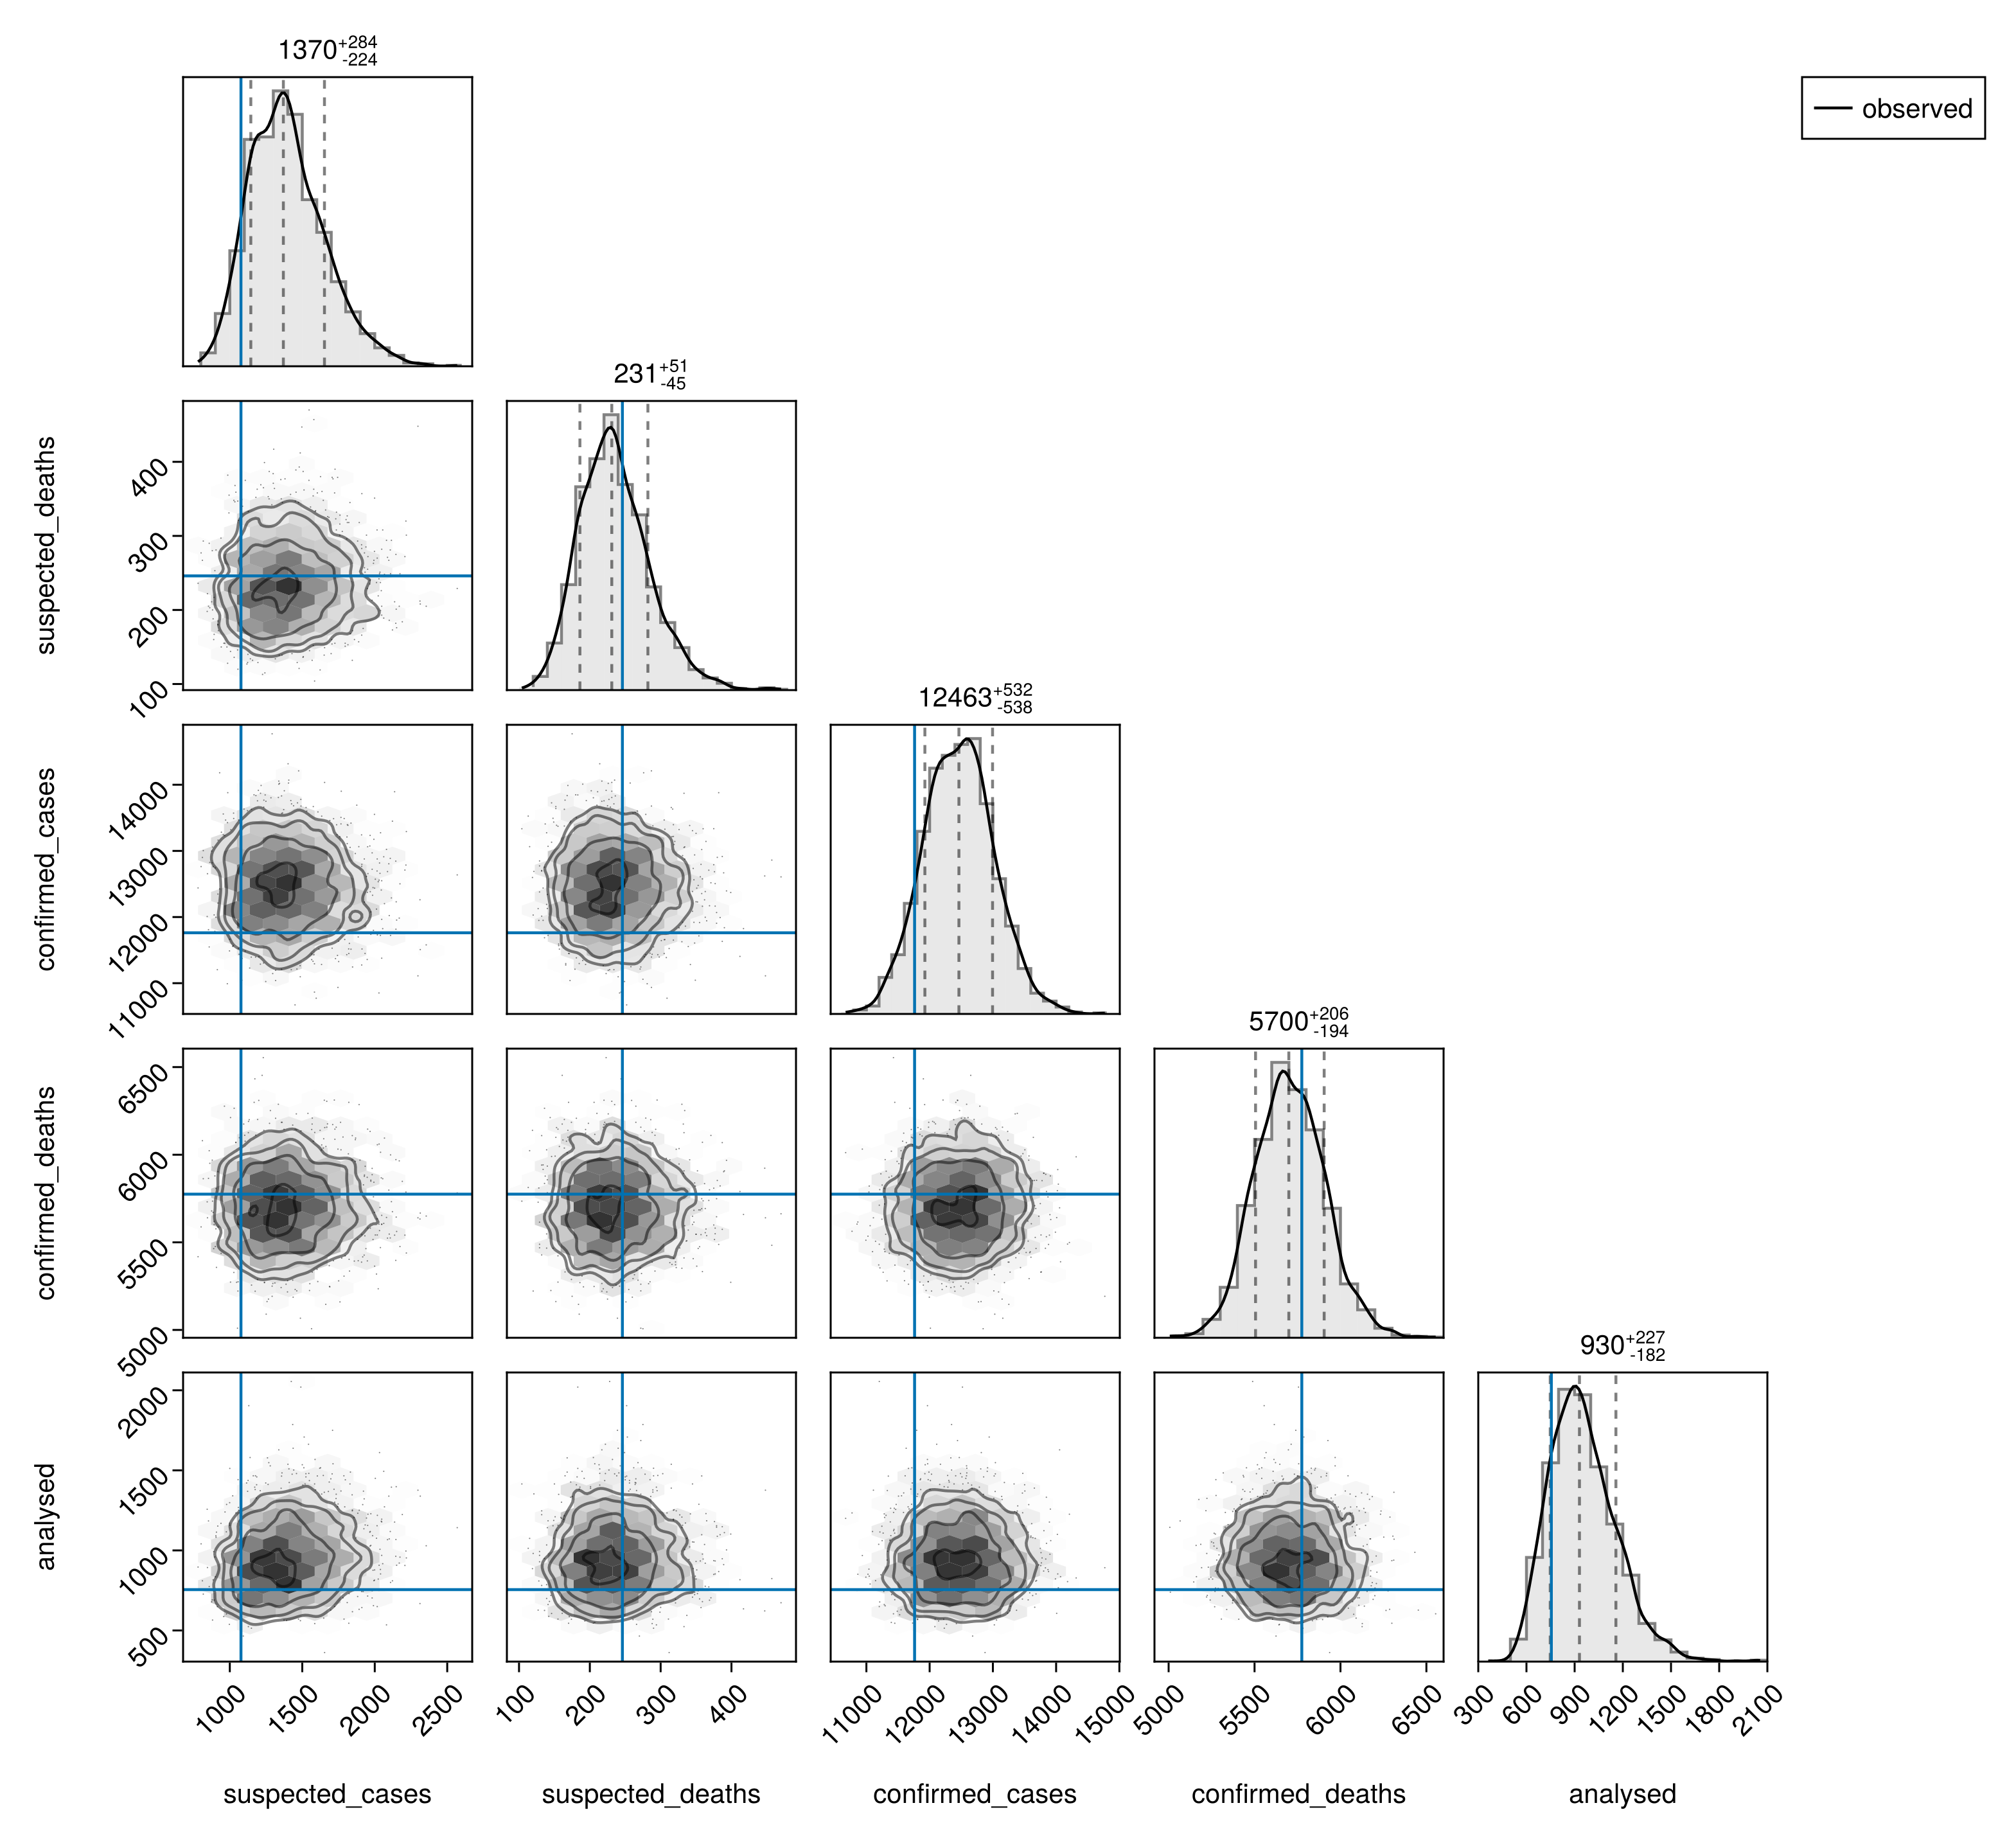 1370 +284 -224
observed
231 +51 -45
suspected_deaths
400
300
200
100
12463 +532 -538
confirmed_cases
14000
13000
12000
11000
5700 +206 -194
confirmed_deaths
6500
6000
5500
5000
930 +227 -182
analysed
2000
1500
1000
500
1000 1500 2000 2500
100 200 300 400
11000 12000 13000 14000 15000
5000 5500 6000 6500
300 600 900 1200 1500 1800 2100
suspected_cases
suspected_deaths
confirmed_cases
confirmed_deaths
analysed